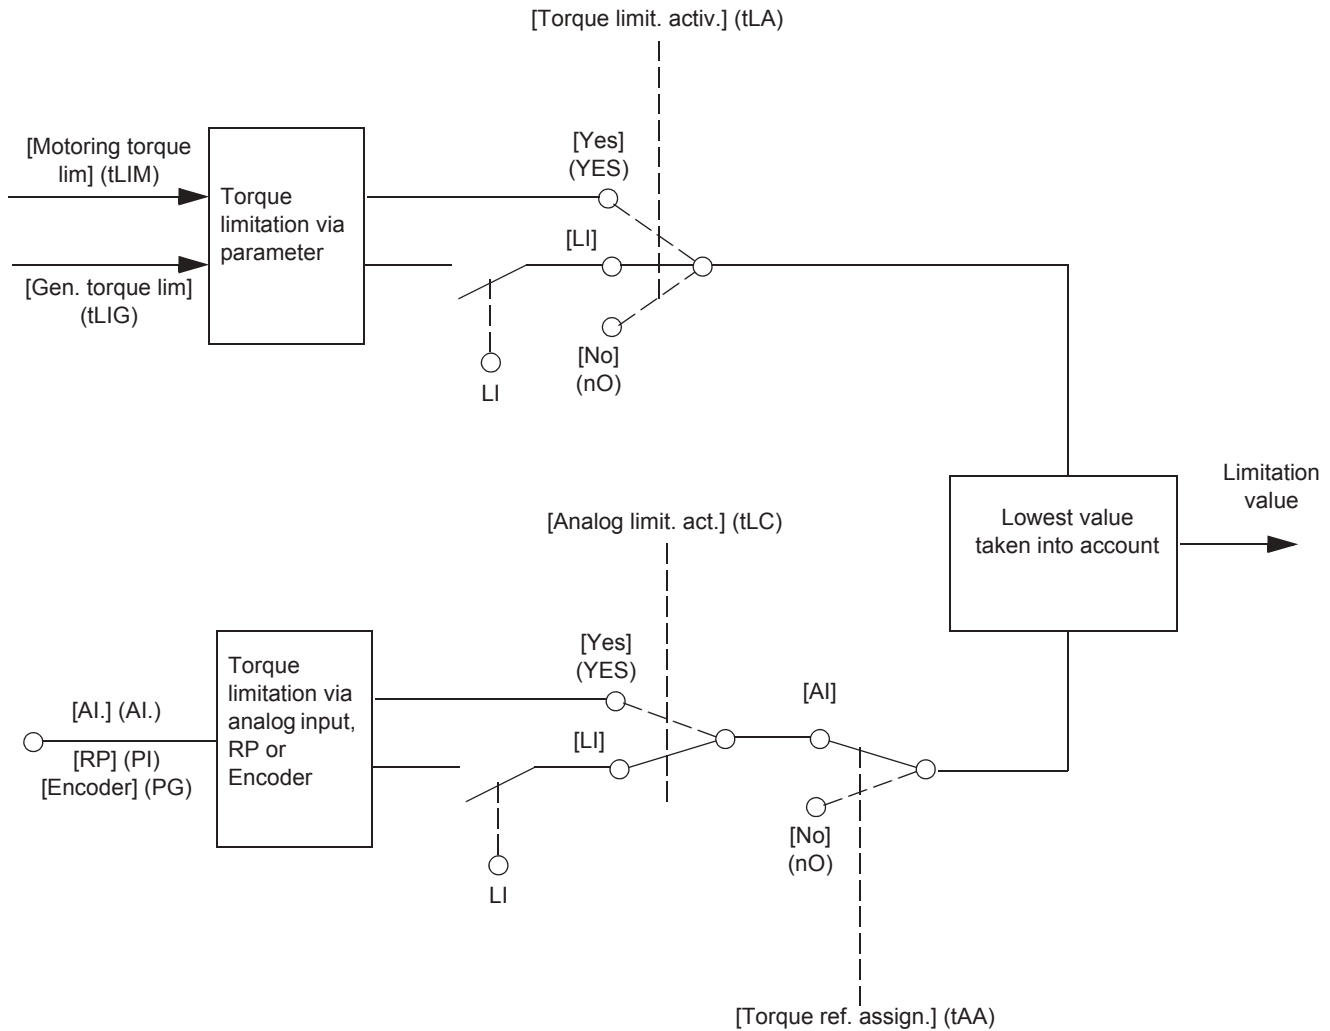 [Torque limit. activ.] (tLA)
[Motoring torque
lim] (tLIM)
[Gen. torque lim]
(tLIG)
Torque
limitation via
parameter
[Yes]
(YES)
[LI]
LI
[No]
(nO)
Limitation
value
Lowest value
taken into account
[Analog limit. act.] (tLC)
[AI.] (AI.)
[RP] (PI)
[Encoder] (PG)
Torque
limitation via
analog input,
RP or
Encoder
[Yes]
(YES)
[LI]
LI
[AI]
[No]
(nO)
[Torque ref. assign.] (tAA)